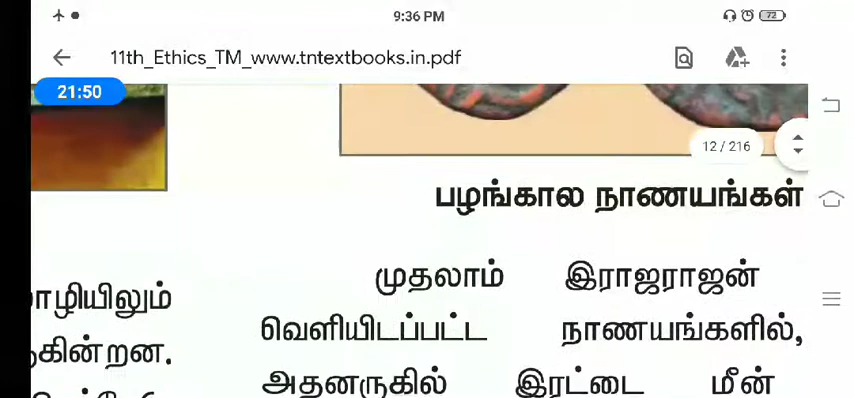 9:36 PM
72
11th_Ethics_TM_www.tntextbooks.in.pdf
21:50
12 / 216
பழங்கால நாணயங்கள்
முதலாம் இராஜராஜன்
வெளியிடப்பட்ட நாணயங்களில்,
அதனருகில் இரட்டை மீன்
ாழியிலும்
கின்றன.